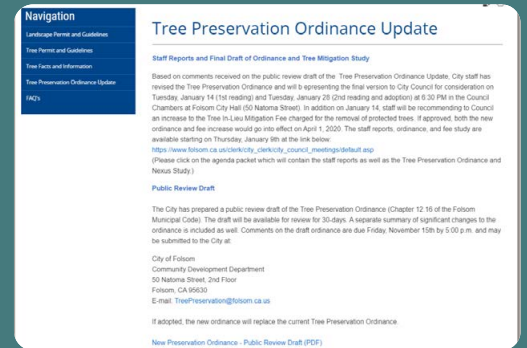 Navigation
Landscape Permit and Guidelines
Tree Permit and Guidelines
Tree Facts and Information
Tree Preservation Ordinance Update
FAQ's
Tree Preservation Ordinance Update
Staff Reports and Final Draft of Ordinance and Tree Mitigation Study
Based on comments received on the public review draft of the Tree Preservation Ordinance Update, City staff has
revised the Tree Preservation Ordinance and will b epresenting the final version to City Council for consideration on
Tuesday, January 14 (1st reading) and Tuesday, January 28 (2nd reading and adoption) at 6:30 PM in the Council
Chambers at Folsom City Hall (50 Natoma Street). In addition on January 14, staff will be recommending to Council
an increase to the Tree In-Lieu Mitigation Fee charged for the removal of protected trees. If approved, both the new
ordinance and fee increase would go into effect on April 1, 2020. The staff reports, ordinance, and fee study are
available starting on Thursday, January 9th at the link below:
https://www.folsom.ca.us/clerk/city_clerk/city_council_meetings/default.asp
(Please click on the agenda packet which will contain the staff reports as well as the Tree Preservation Ordinance and
Nexus Study.)
Public Review Draft
The City has prepared a public review draft of the Tree Preservation Ordinance (Chapter 12.16 of the Folsom
Municipal Code). The draft will be available for review for 30-days. A separate summary of significant changes to the
ordinance is included as well. Comments on the draft ordinance are due Friday, November 15th by 5:00 p.m. and may
be submitted to the City at:
City of Folsom
Community Development Department
50 Natoma Street, 2nd Floor
Folsom, CA 95630
E-mail: TreePreservation@folsom.ca.us
If adopted, the new ordinance will replace the current Tree Preservation Ordinance
New Preservation Ordinance - Public Review Draft (PDF)